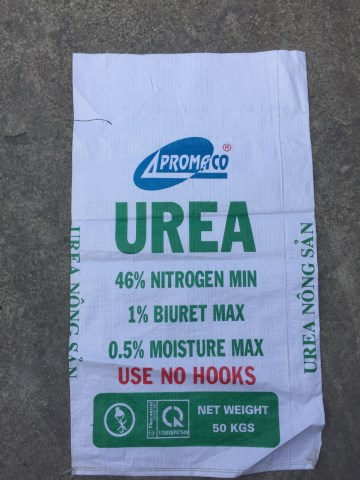 APROMACO ®
UREA
46% NITROGEN MIN
1% BIURET MAX
0.5% MOISTURE MAX
USE NO HOOKS
NET WEIGHT
50 KGS
UREA NÔNG SẢN
UREA NÔNG SẢN